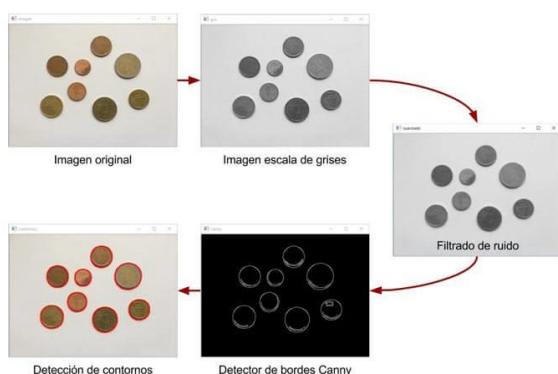 Imagen original
Imagen escala de grises
Filtrado de ruido
Detector de bordes Canny
Detección de contornos